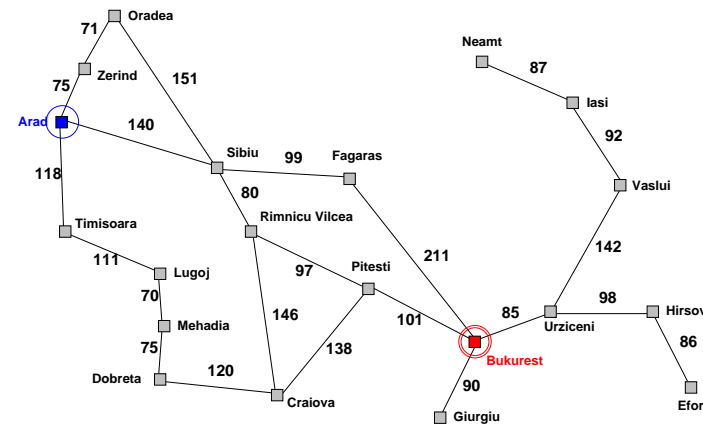 Oradea
71
Neamt
Zerind
87
75
151
Iasi
Arad
140
92
Sibiu
99
Fagaras
118
80
Vaslui
Timisoara
Rimnicu Vilcea
111
211
142
Lugoj
97
Pitesti
70
98
Hirsov
146
101
85
Mehadia
Urziceni
138
75
86
Bukurest
120
Dobreta
90
Craiova
Efor
Giurgiu